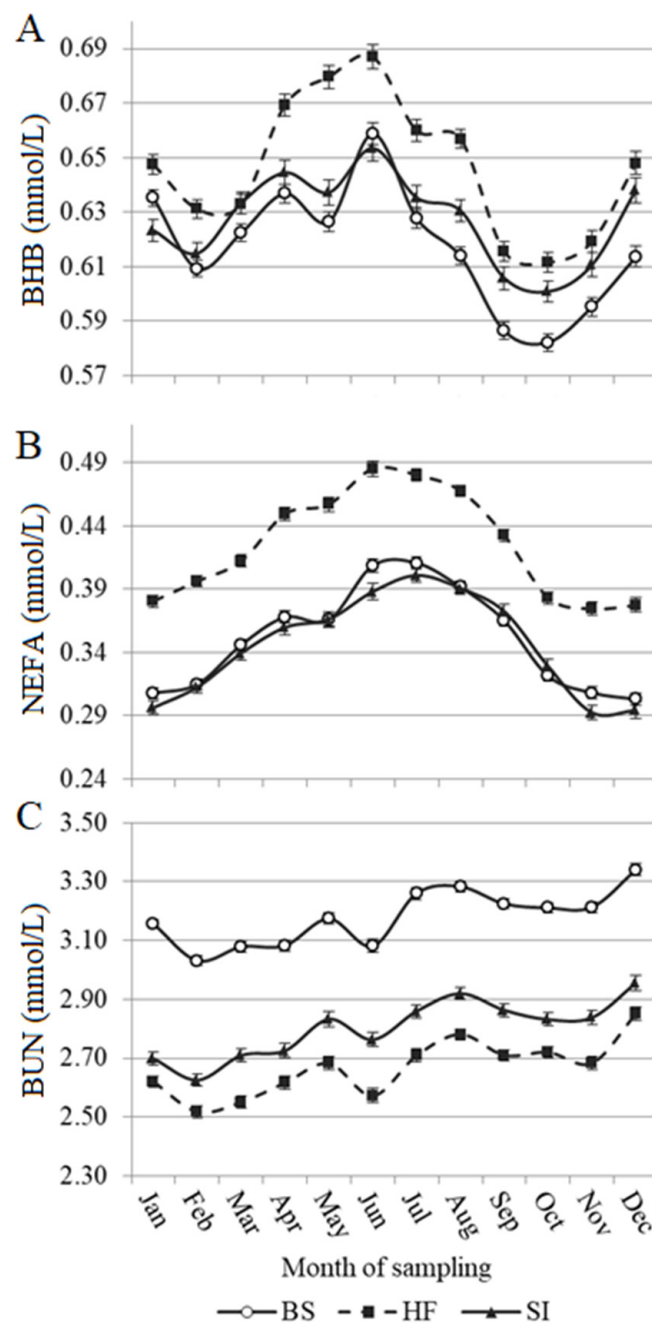 A
BHB (mmol/L)
0.69
0.67
0.65
0.63
0.61
0.59
0.57
B
NEFA (mmol/L)
0.49
0.44
0.39
0.34
0.29
0.24
C
BUN (mmol/L)
3.50
3.30
3.10
2.90
2.70
2.50
2.30
Jan Feb Mar Apr May Jun Jul Aug Sep Oct Nov Dec
Month of sampling
BS HF SI